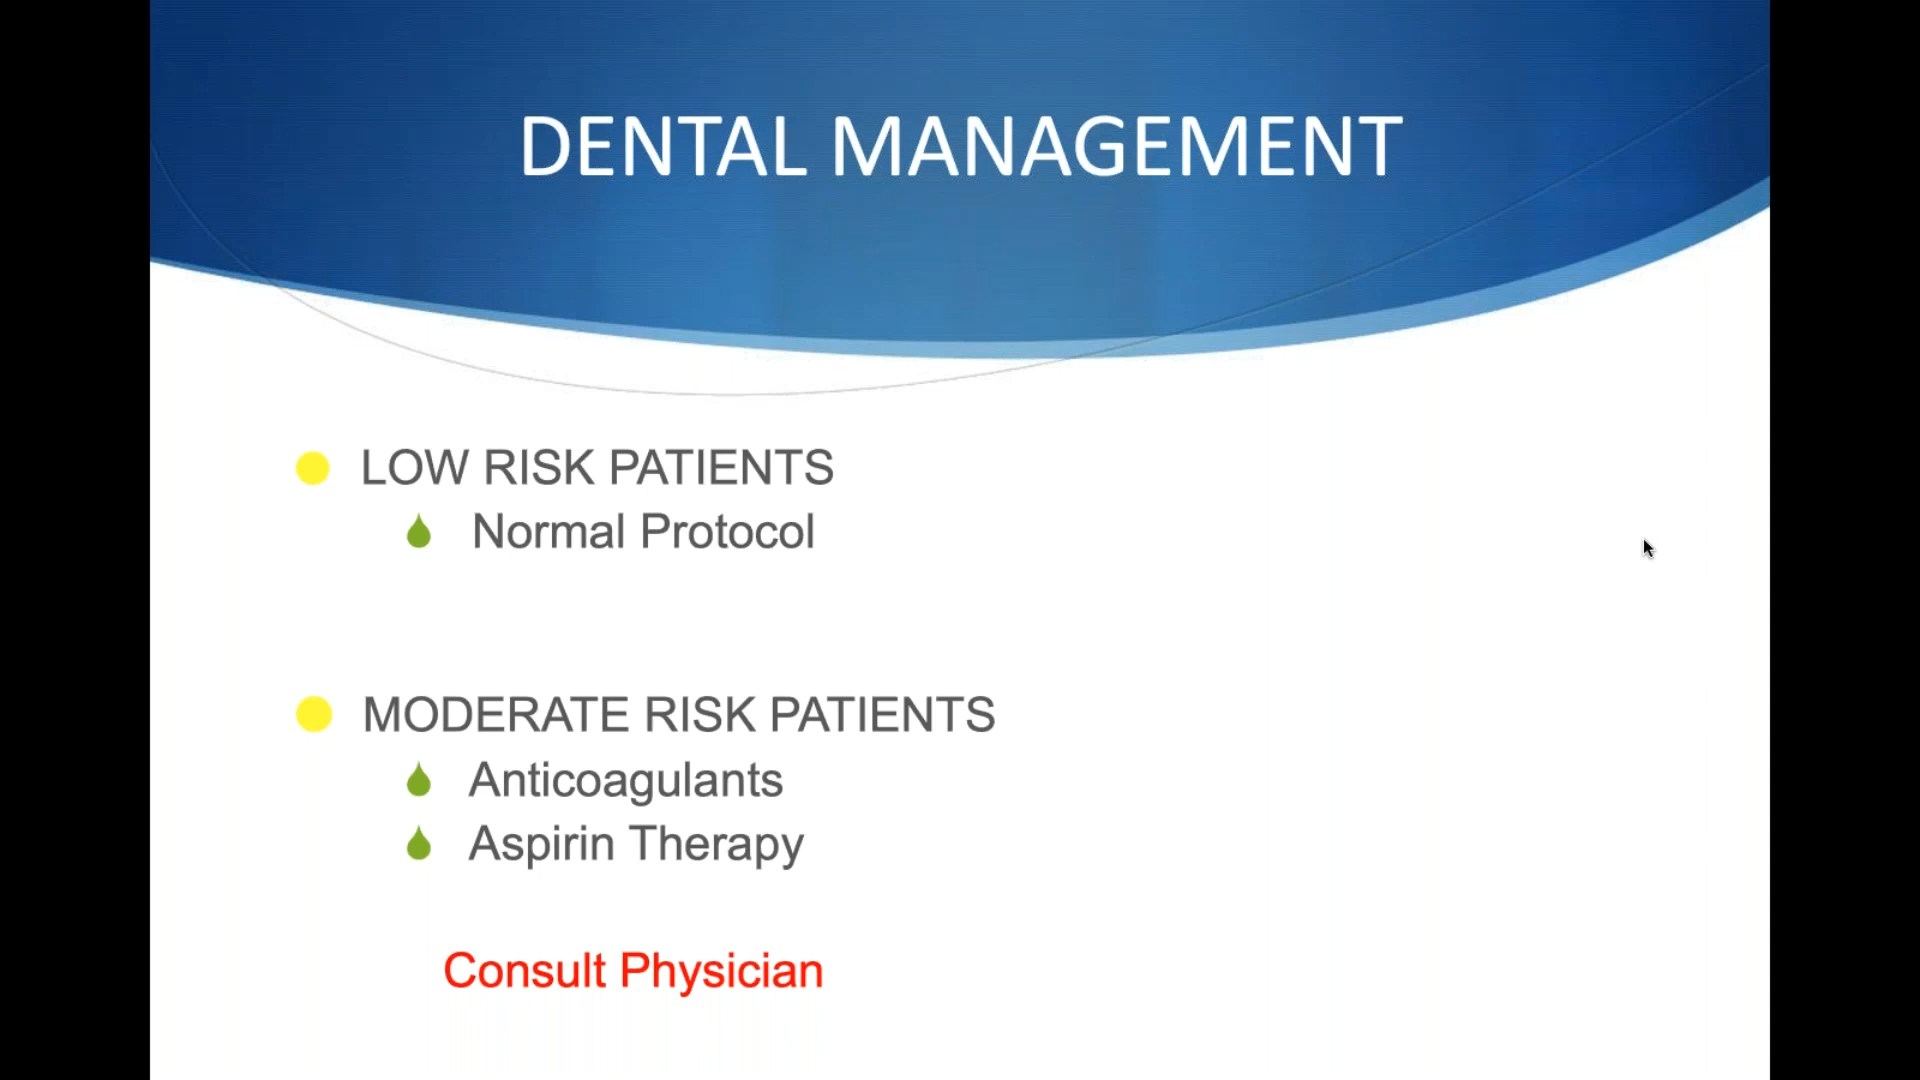 DENTAL MANAGEMENT
LOW RISK PATIENTS
Normal Protocol
MODERATE RISK PATIENTS
Anticoagulants
Aspirin Therapy
Consult Physician